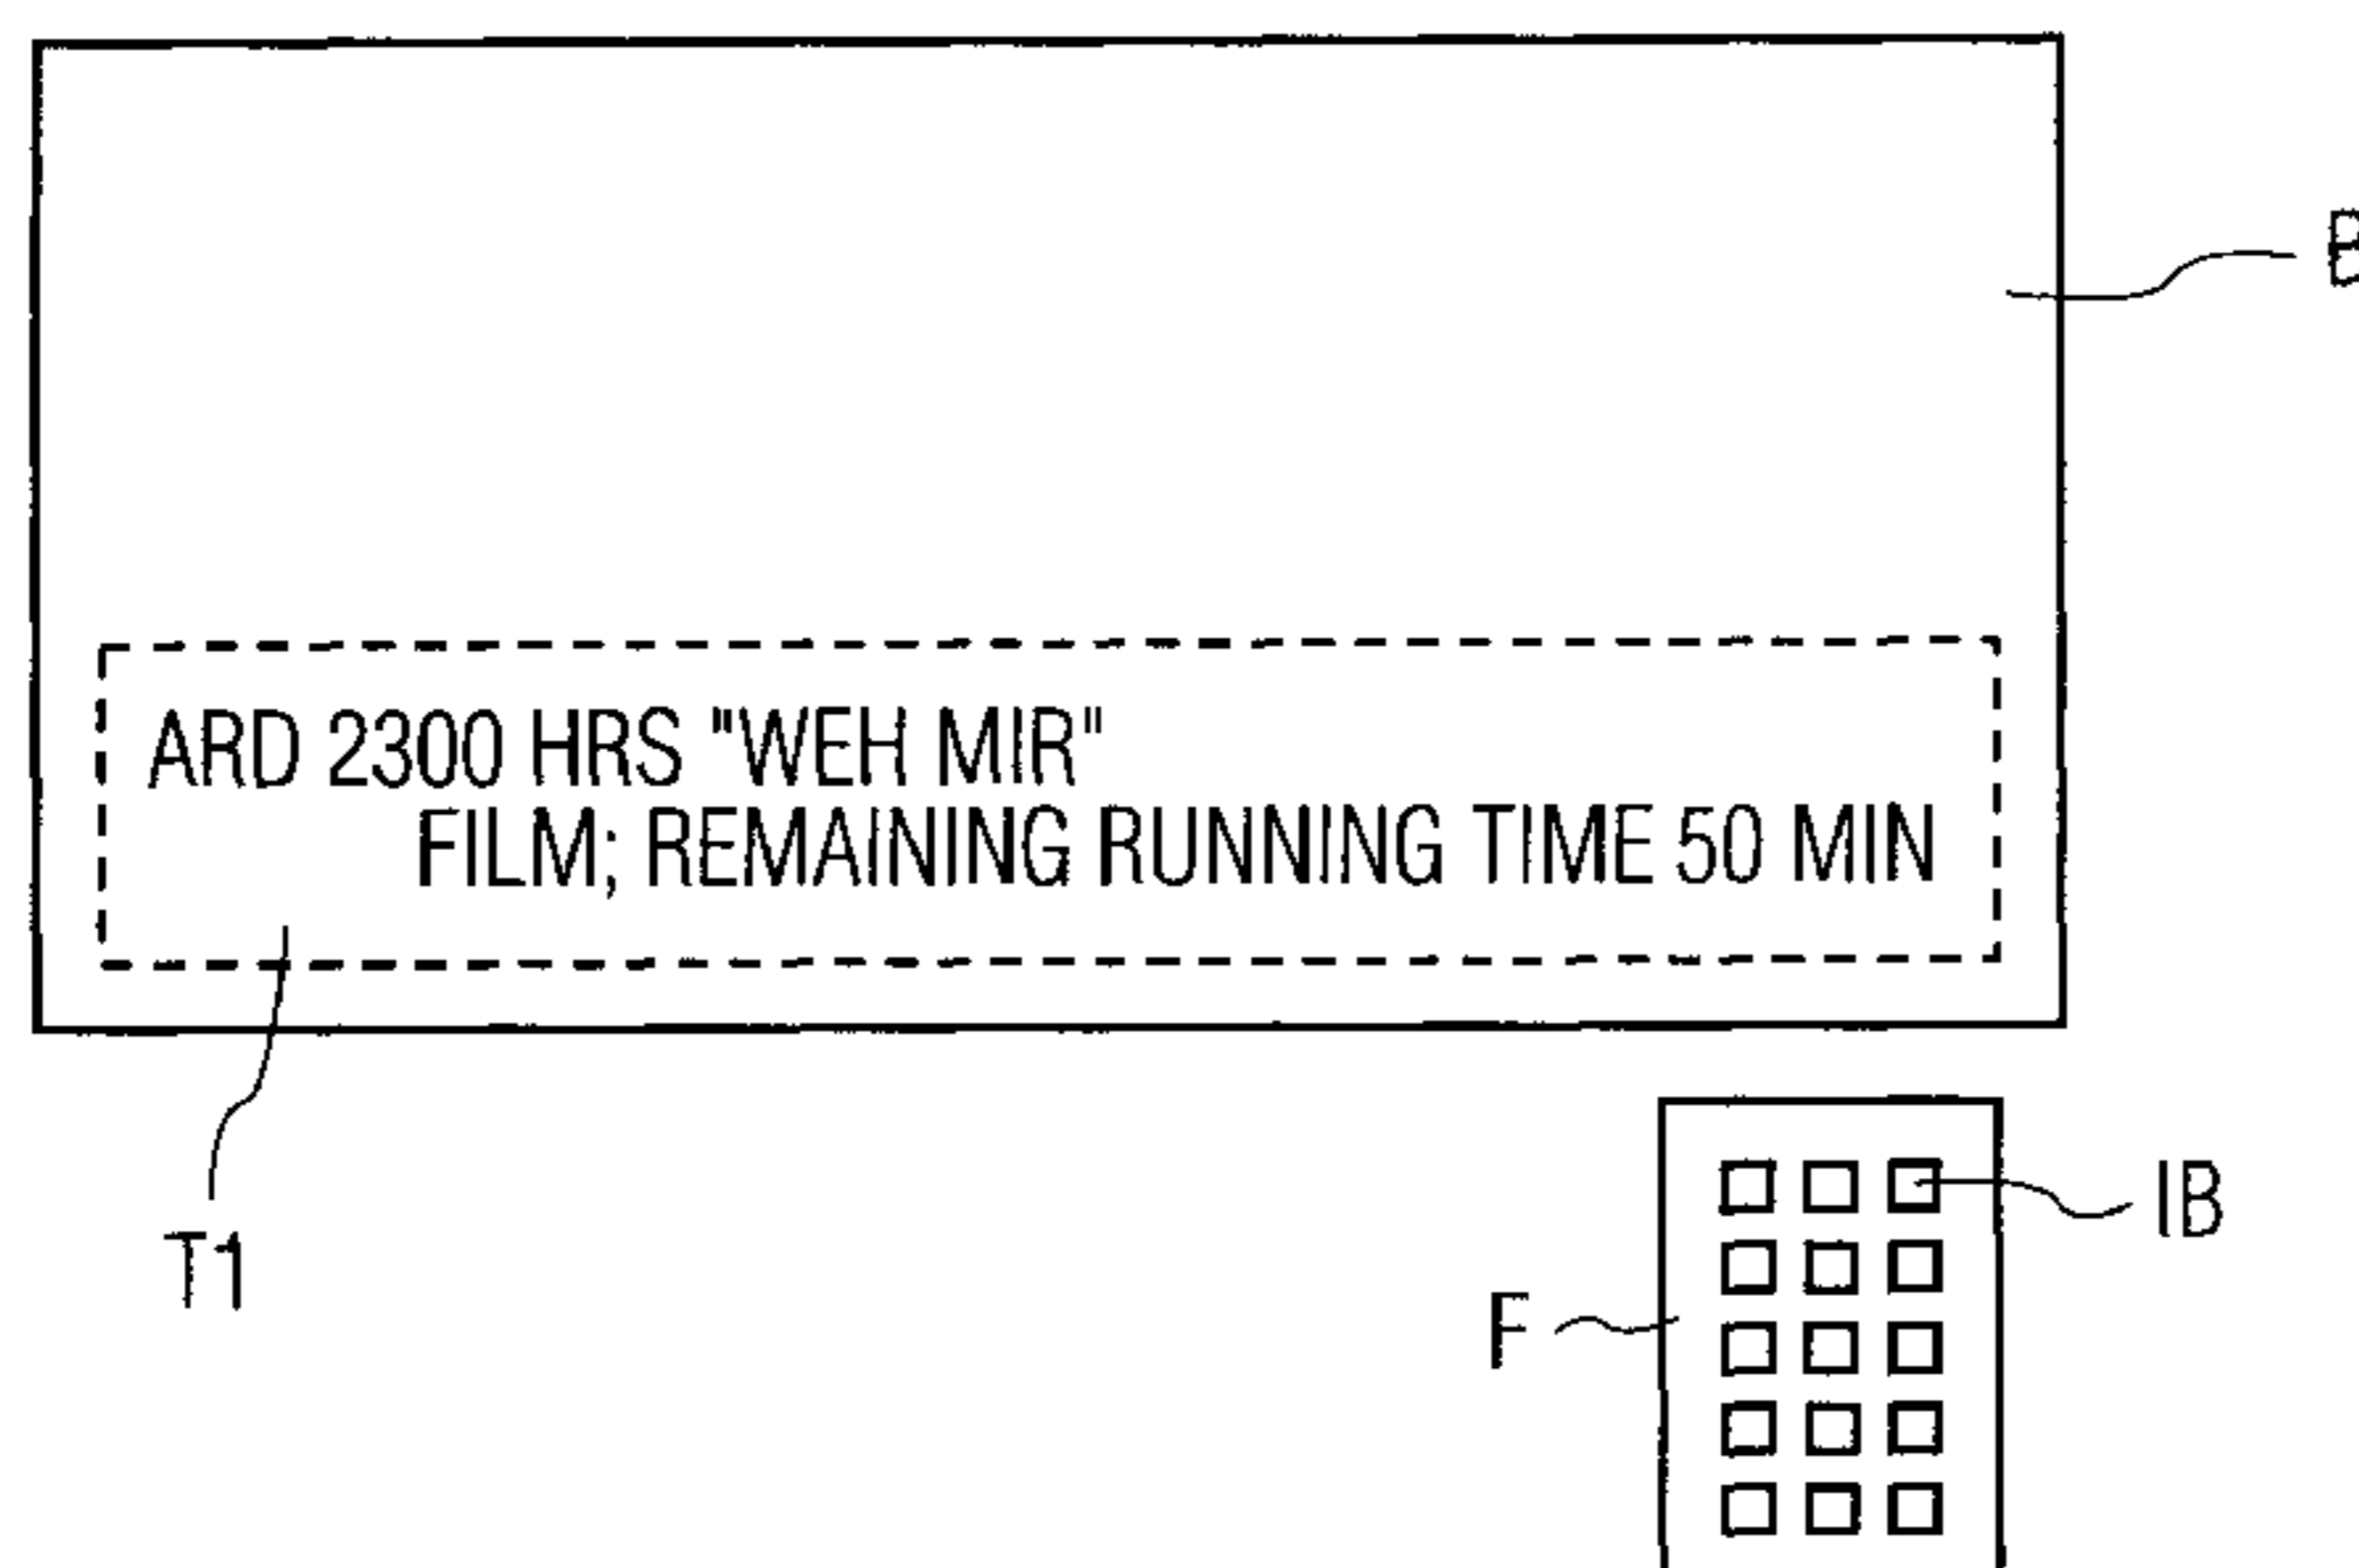 B
ARD 2300 HRS "WEH MIR"
FILM; REMAINING RUNNING TIME 50 MIN
T1
IB
F